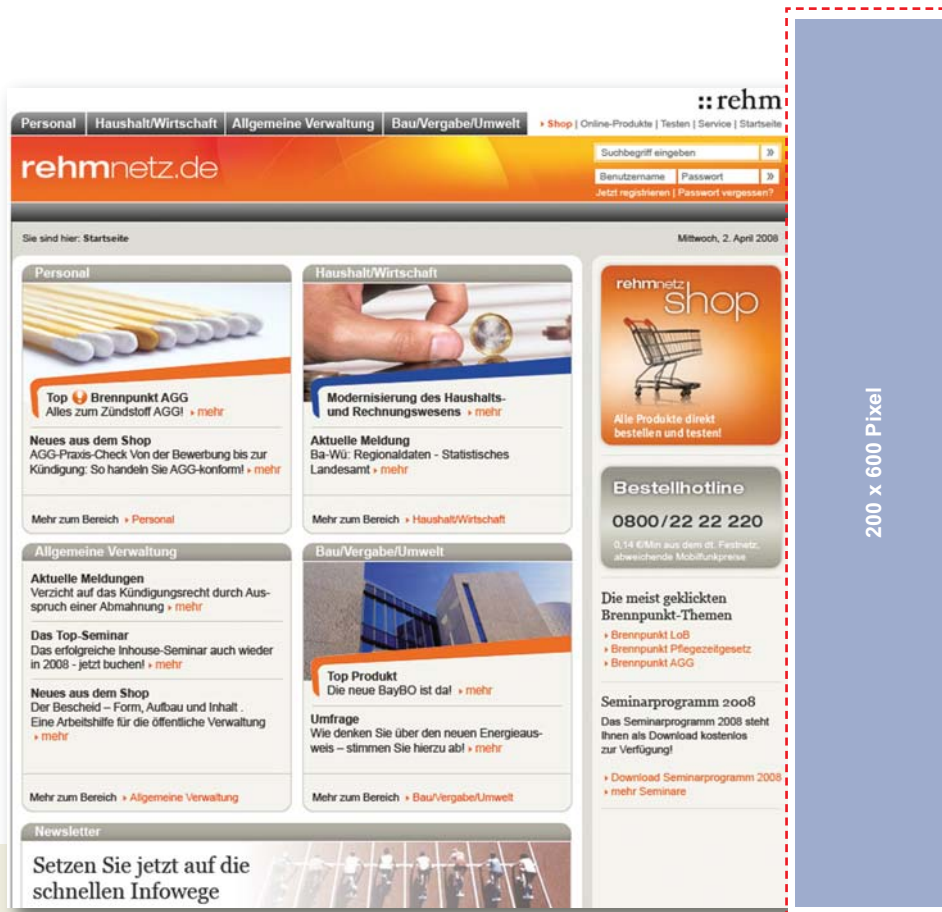 ::rehm
Personal Haushalt/Wirtschaft Allgemeine Verwaltung Bau/Vergabe/Umwelt
Shop | Online-Produkte | Testen | Service | Startseite
rehmnetz.de
Suchbegriff eingeben »
Benutzername Passwort »
Jetzt registrieren | Passwort vergessen?
Sie sind hier: Startseite
Mittwoch, 2. April 2008
Personal
Top Brennpunkt AGG
Alles zum Zündstoff AGG! mehr
Neues aus dem Shop
AGG-Praxis-Check Von der Bewerbung bis zur
Kündigung: So handeln Sie AGG-konform! mehr
Mehr zum Bereich Personal
Haushalt/Wirtschaft
Modernisierung des Haushalts-
und Rechnungswesens mehr
Aktuelle Meldung
Ba-Wü: Regionaldaten - Statistisches
Landesamt mehr
Mehr zum Bereich Haushalt/Wirtschaft
Allgemeine Verwaltung
Aktuelle Meldungen
Verzicht auf das Kündigungsrecht durch Aus-
spruch einer Abmahnung mehr
Das Top-Seminar
Das erfolgreiche Inhouse-Seminar auch wieder
in 2008 - jetzt buchen! mehr
Neues aus dem Shop
Der Bescheid – Form, Aufbau und Inhalt .
Eine Arbeitshilfe für die öffentliche Verwaltung
mehr
Mehr zum Bereich Allgemeine Verwaltung
Bau/Vergabe/Umwelt
Top Produkt
Die neue BayBO ist da! mehr
Umfrage
Wie denken Sie über den neuen Energieaus-
weis – stimmen Sie hierzu ab! mehr
Mehr zum Bereich Bau/Vergabe/Umwelt
Newsletter
Setzen Sie jetzt auf die
schnellen Infowege
rehmnetz
shop
Alle Produkte direkt
bestellen und testen!
Bestellhotline
0800/22 22 220
0,14 €/Min aus dem dt. Festnetz,
abweichende Mobilfunkpreise
Die meist geklickten
Brennpunkt-Themen
Brennpunkt LoB
Brennpunkt Pflegezeitgesetz
Brennpunkt AGG
Seminarprogramm 2008
Das Seminarprogramm 2008 steht
Ihnen als Download kostenlos
zur Verfügung!
Download Seminarprogramm 2008
mehr Seminare
200 x 600 Pixel